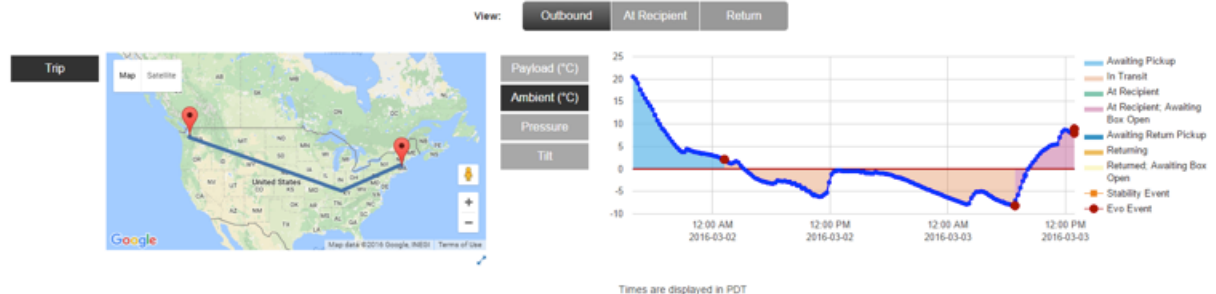 View:
Outbound
At Recipient
Return
Trip
Map
Satellite
United States
Google
Map data ©2016 Google, INEGI
Terms of Use
+
−
Payload (°C)
Ambient (°C)
Pressure
Tilt
25
20
15
10
5
0
-5
-10
12:00 AM
2016-03-02
12:00 PM
2016-03-02
12:00 AM
2016-03-03
12:00 PM
2016-03-03
Awaiting Pickup
In Transit
At Recipient
At Recipient; Awaiting
Box Open
Awaiting Return Pickup
Returning
Returned; Awaiting Box
Open
Stability Event
Evo Event
Times are displayed in PDT